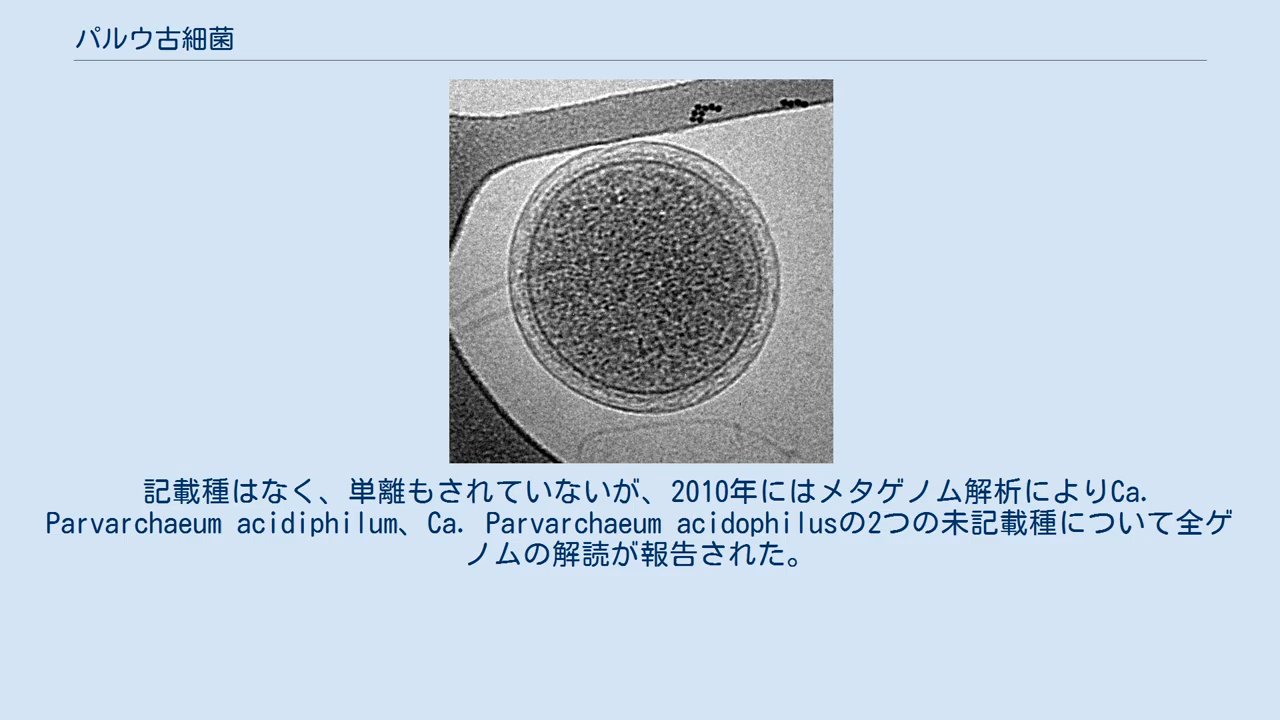 パルウ古細菌
記載種はなく、単離もされていないが、2010年にはメタゲノム解析によりCa.
Parvarchaeum acidiphilum、Ca. Parvarchaeum acidophilusの2つの未記載種について全ゲ
ノムの解読が報告された。